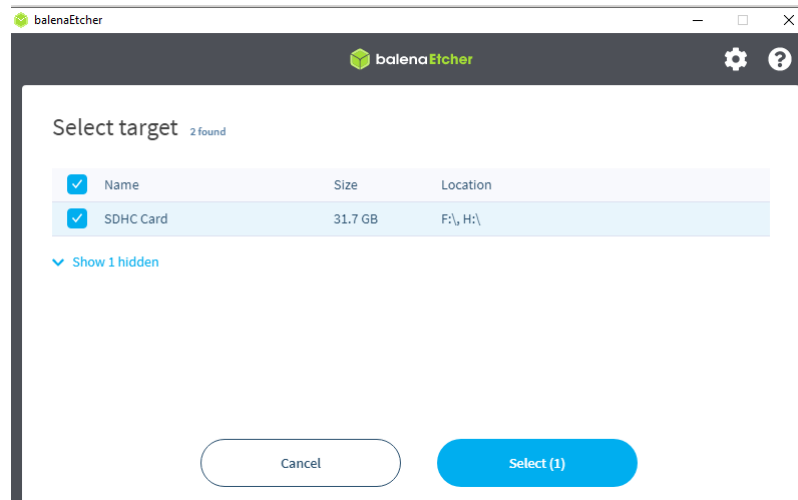 balenaEtcher
balenaEtcher
Select target 2 found
Name Size Location
SDHC Card 31.7 GB F:\, H:\
Show 1 hidden
Cancel Select (1)